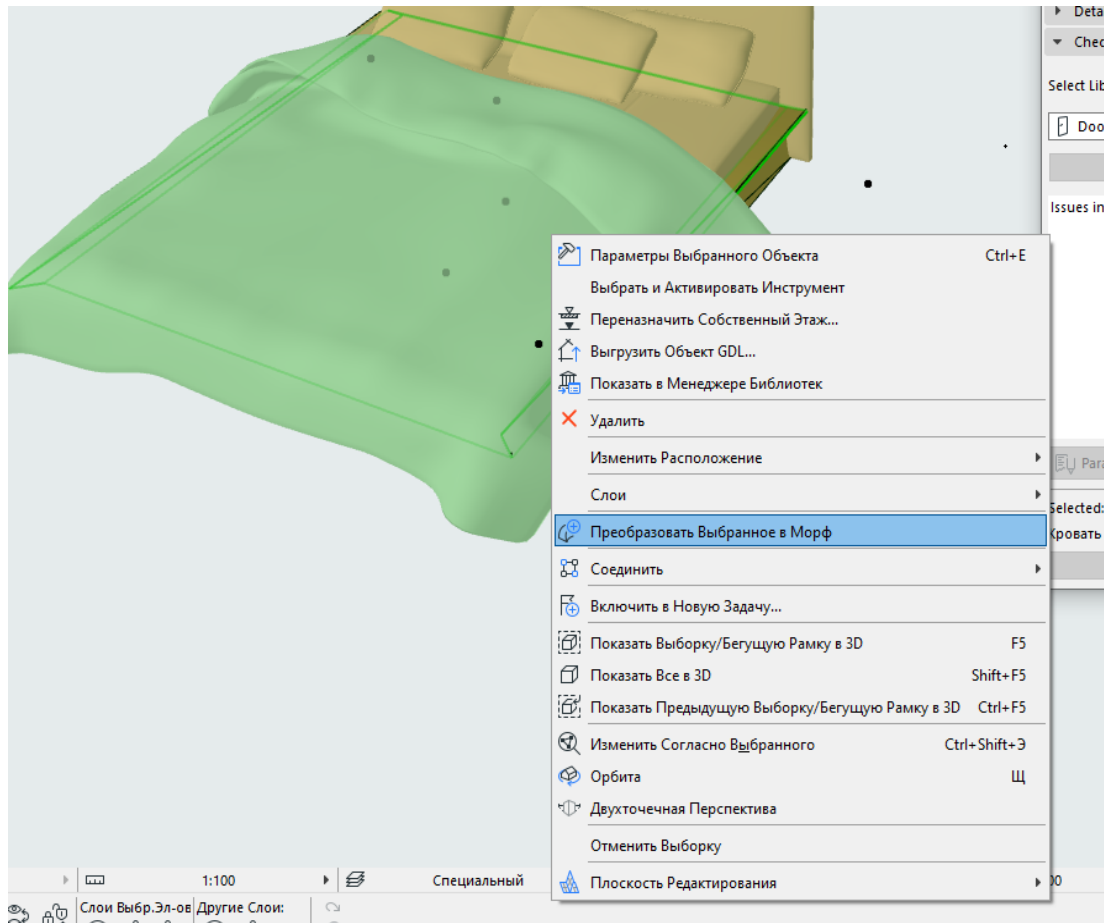 Deta
Chec
Select Lib
Doo
Issues in
Параметры Выбранного Объекта Ctrl+E
Выбрать и Активировать Инструмент
Переназначить Собственный Этаж...
Выгрузить Объект GDL...
Показать в Менеджере Библиотек
Удалить
Изменить Расположение
Para
Слои
Selected:
Преобразовать Выбранное в Морф
Кровать
Соединить
Включить в Новую Задачу...
Показать Выборку/Бегущую Рамку в 3D F5
Показать Все в 3D Shift+F5
Показать Предыдущую Выборку/Бегущую Рамку в 3D Ctrl+F5
Изменить Согласно Выбранного Ctrl+Shift+Э
Орбита Щ
Двухточечная Перспектива
Отменить Выборку
1:100 Специальный Плоскость Редактирования 00
Слои Выбр.Эл-ов Другие Слои: